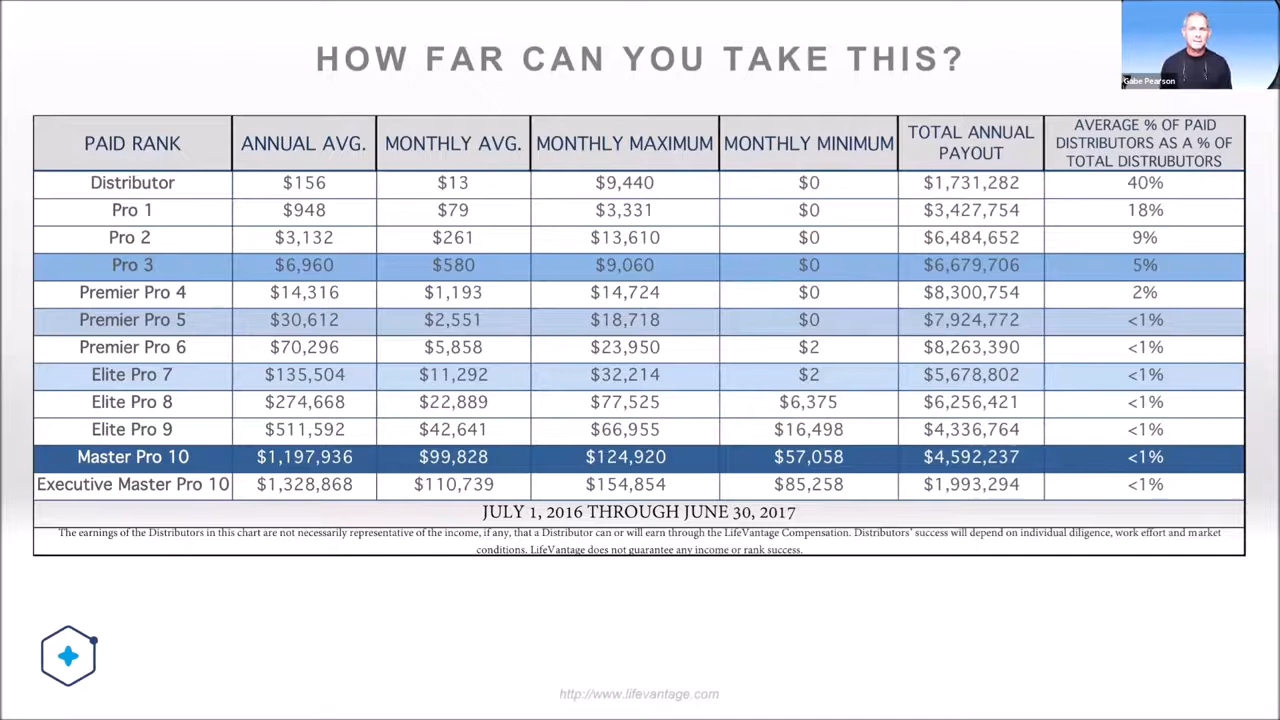 HOW FAR CAN YOU TAKE THIS?
Gabe Pearson
PAID RANK ANNUAL AVG. MONTHLY AVG. MONTHLY MAXIMUM MONTHLY MINIMUM TOTAL ANNUAL PAYOUT AVERAGE % OF PAID DISTRIBUTORS AS A % OF TOTAL DISTRUBUTORS
Distributor $156 $13 $9,440 $0 $1,731,282 40%
Pro 1 $948 $79 $3,331 $0 $3,427,754 18%
Pro 2 $3,132 $261 $13,610 $0 $6,484,652 9%
Pro 3 $6,960 $580 $9,060 $0 $6,679,706 5%
Premier Pro 4 $14,316 $1,193 $14,724 $0 $8,300,754 2%
Premier Pro 5 $30,612 $2,551 $18,718 $0 $7,924,772 <1%
Premier Pro 6 $70,296 $5,858 $23,950 $2 $8,263,390 <1%
Elite Pro 7 $135,504 $11,292 $32,214 $2 $5,678,802 <1%
Elite Pro 8 $274,668 $22,889 $77,525 $6,375 $6,256,421 <1%
Elite Pro 9 $511,592 $42,641 $66,955 $16,498 $4,336,764 <1%
Master Pro 10 $1,197,936 $99,828 $124,920 $57,058 $4,592,237 <1%
Executive Master Pro 10 $1,328,868 $110,739 $154,854 $85,258 $1,993,294 <1%
JULY 1, 2016 THROUGH JUNE 30, 2017
The earnings of the Distributors in this chart are not necessarily representative of the income, if any, that a Distributor can or will earn through the LifeVantage Compensation. Distributors' success will depend on individual diligence, work effort and market
conditions. LifeVantage does not guarantee any income or rank success.
http://www.lifevantage.com